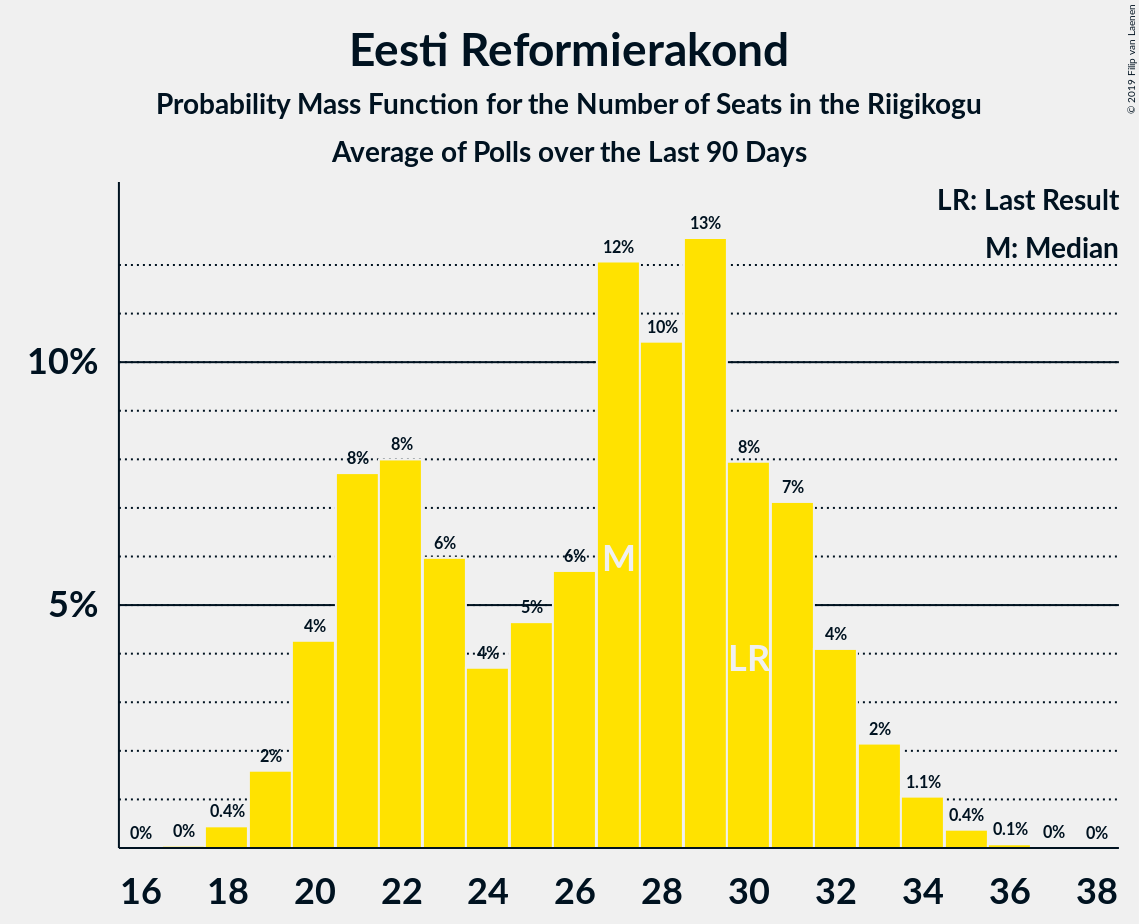 © 2019 Filip van Laenen
Eesti Reformierakond
Probability Mass Function for the Number of Seats in the Riigikogu
Average of Polls over the Last 90 Days
LR: Last Result
M: Median
10%
5%
0%
0%
0.4%
2%
4%
8%
8%
6%
4%
5%
6%
12%
10%
13%
8%
7%
4%
2%
1.1%
0.4%
0.1%
0%
0%
M
LR
16 18 20 22 24 26 28 30 32 34 36 38